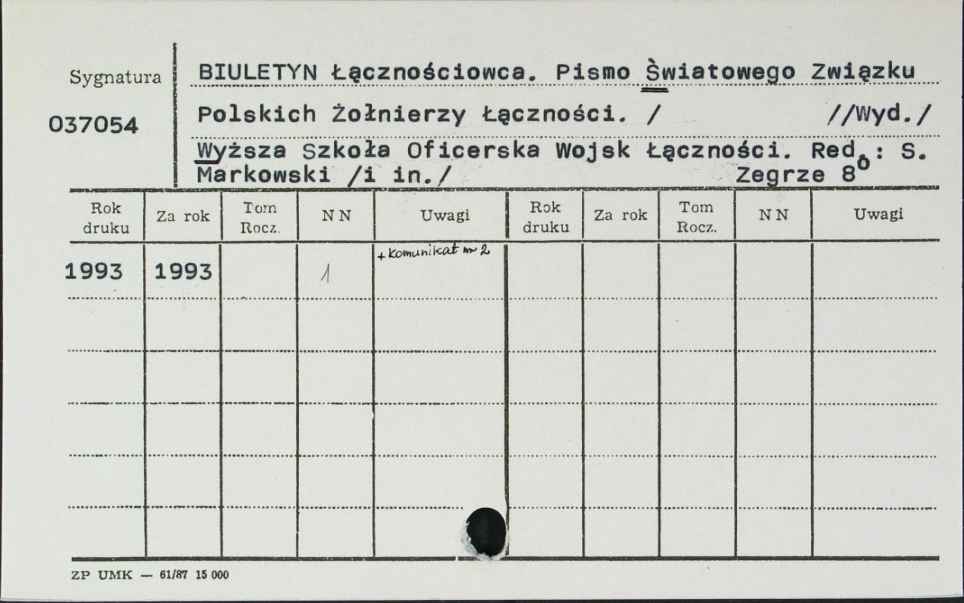 Sygnatura
037054
BIULETYN Łącznościowca. Pismo Światowego Związku
Polskich Żołnierzy Łączności. / //Wyd./
Wyższa Szkoła Oficerska Wojsk Łączności. Red.: S.
Markowski /i in./ Zegrze 8°
Rok druku Za rok Tom Rocz. NN Uwagi Rok druku Za rok Tom Rocz. NN Uwagi
1993 1993 1 + komunikat nr 2
ZP UMK — 61/87 15 000